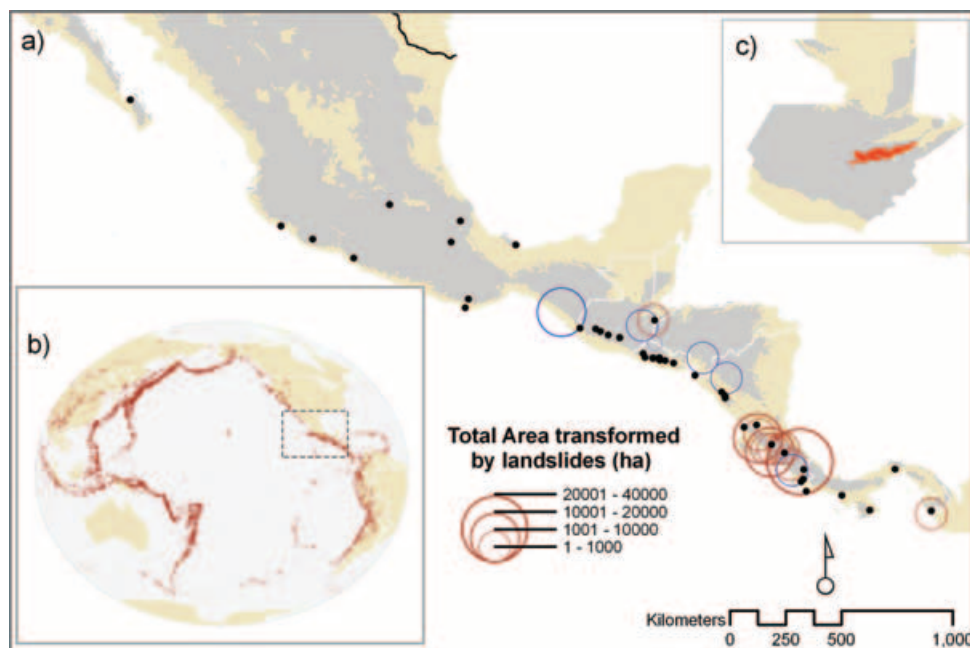 a)
c)
b)
Total Area transformed
by landslides (ha)
20001 - 40000
10001 - 20000
1001 - 10000
1 - 1000
Kilometers
0 250 500 1,000